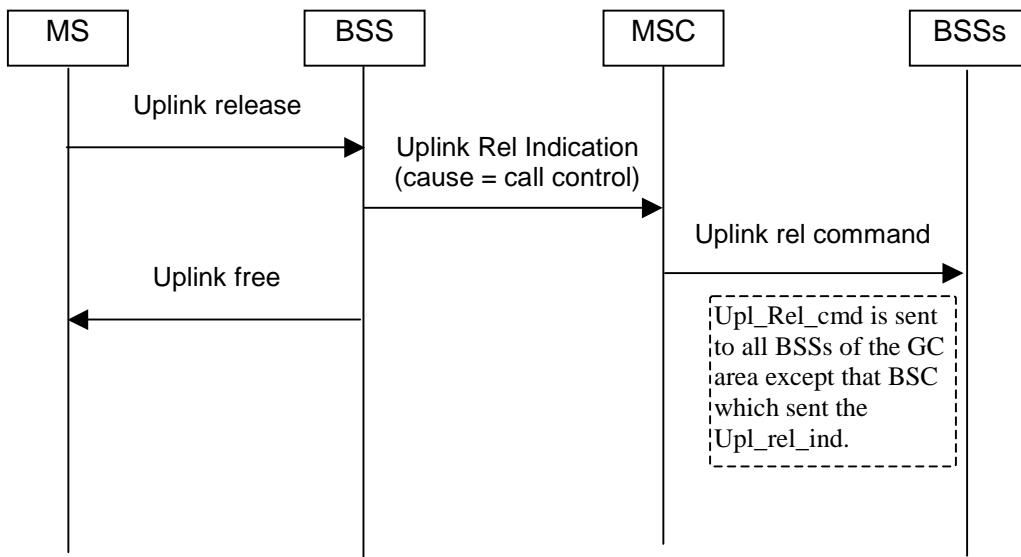 MS
BSS
MSC
BSSs
Uplink release
Uplink Rel Indication
(cause = call control)
Uplink rel command
Uplink free
Upl_Rel_cmd is sent
to all BSSs of the GC
area except that BSC
which sent the
Upl_rel_ind.